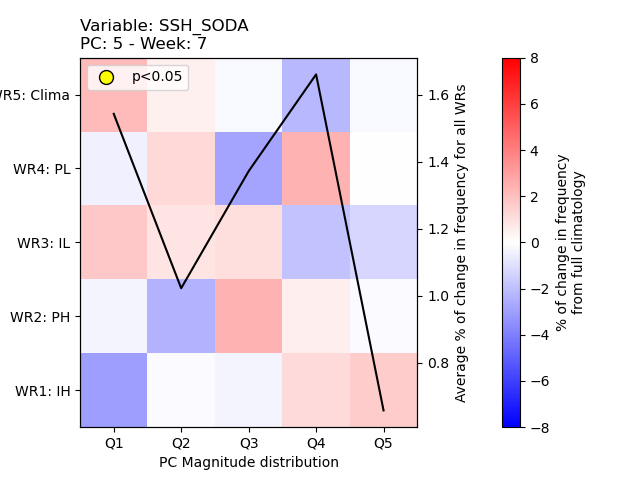 Variable: SSH_SODA
PC: 5 - Week: 7
p<0.05
WR5: Clima
WR4: PL
WR3: IL
WR2: PH
WR1: IH
Q1 Q2 Q3 Q4 Q5
PC Magnitude distribution
1.6
1.4
1.2
1.0
0.8
Average % of change in frequency for all WRs
8
6
4
2
0
−2
−4
−6
−8
% of change in frequency
from full climatology